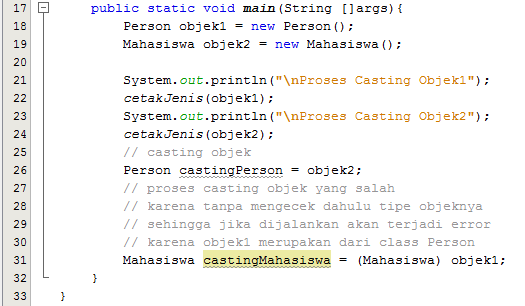 17 public static void main(String []args){
18 Person objek1 = new Person();
19 Mahasiswa objek2 = new Mahasiswa();
20
21 System.out.println("\nProses Casting Objek1");
22 cetakJenis(objek1);
23 System.out.println("\nProses Casting Objek2");
24 cetakJenis(objek2);
25 // casting objek
26 Person castingPerson = objek2;
27 // proses casting objek yang salah
28 // karena tanpa mengecek dahulu tipe objeknya
29 // sehingga jika dijalankan akan terjadi error
30 // karena objek1 merupakan dari class Person
31 Mahasiswa castingMahasiswa = (Mahasiswa) objek1;
32 }
33 }